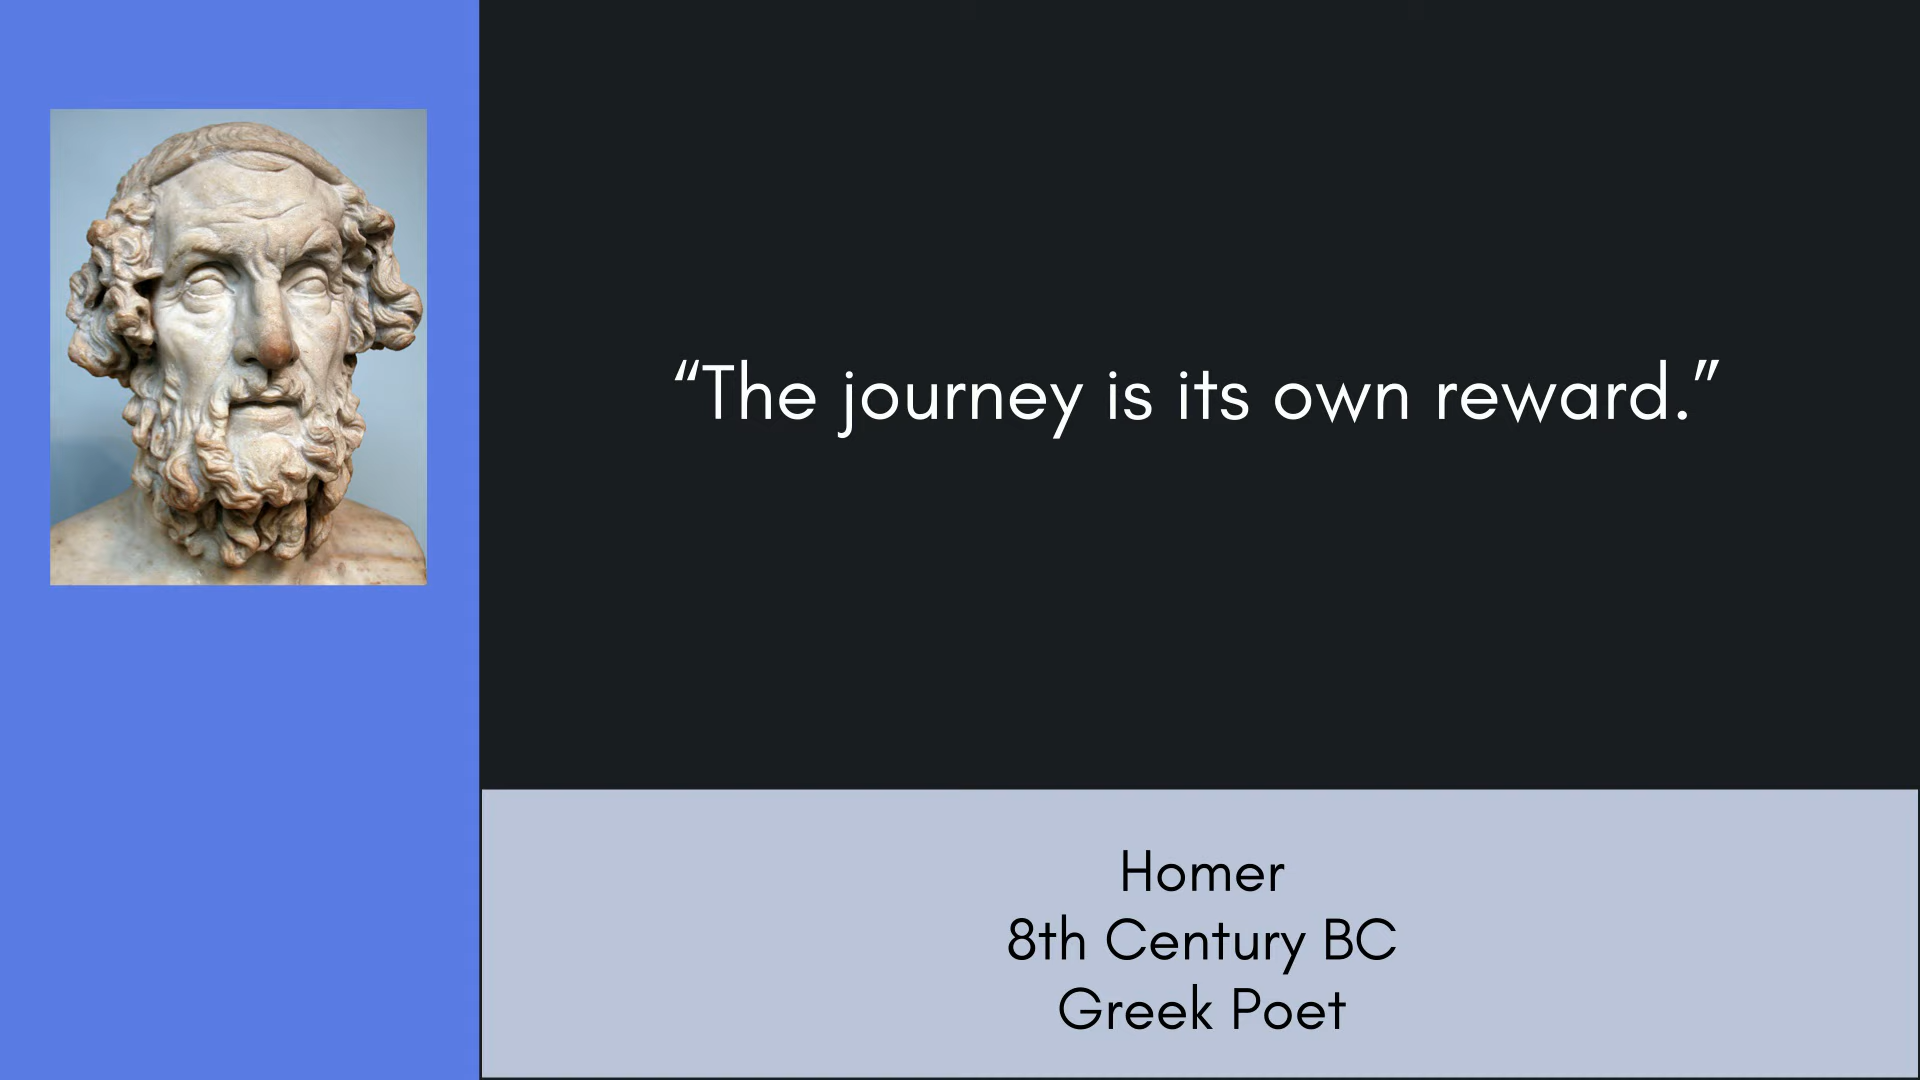 “The journey is its own reward.”
Homer
8th Century BC
Greek Poet